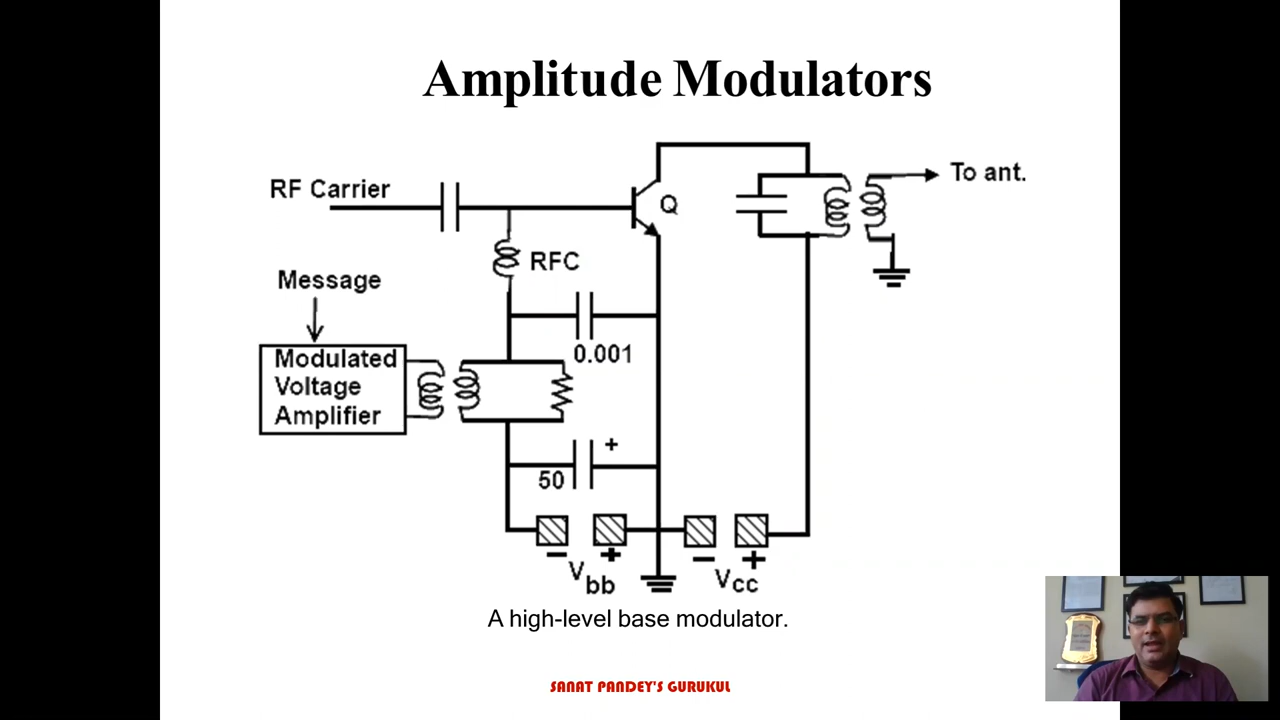 Amplitude Modulators
RF Carrier
Q
To ant.
RFC
Message
0.001
Modulated
Voltage
Amplifier
+
50
− +
Vbb
− +
Vcc
A high-level base modulator.
SANAT PANDEY'S GURUKUL